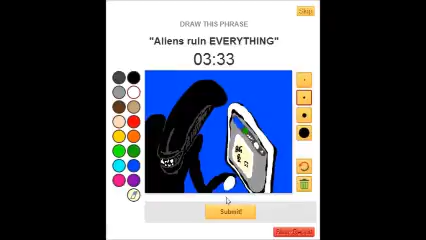 Skip
DRAW THIS PHRASE
"Aliens ruin EVERYTHING"
03:33
Submit!